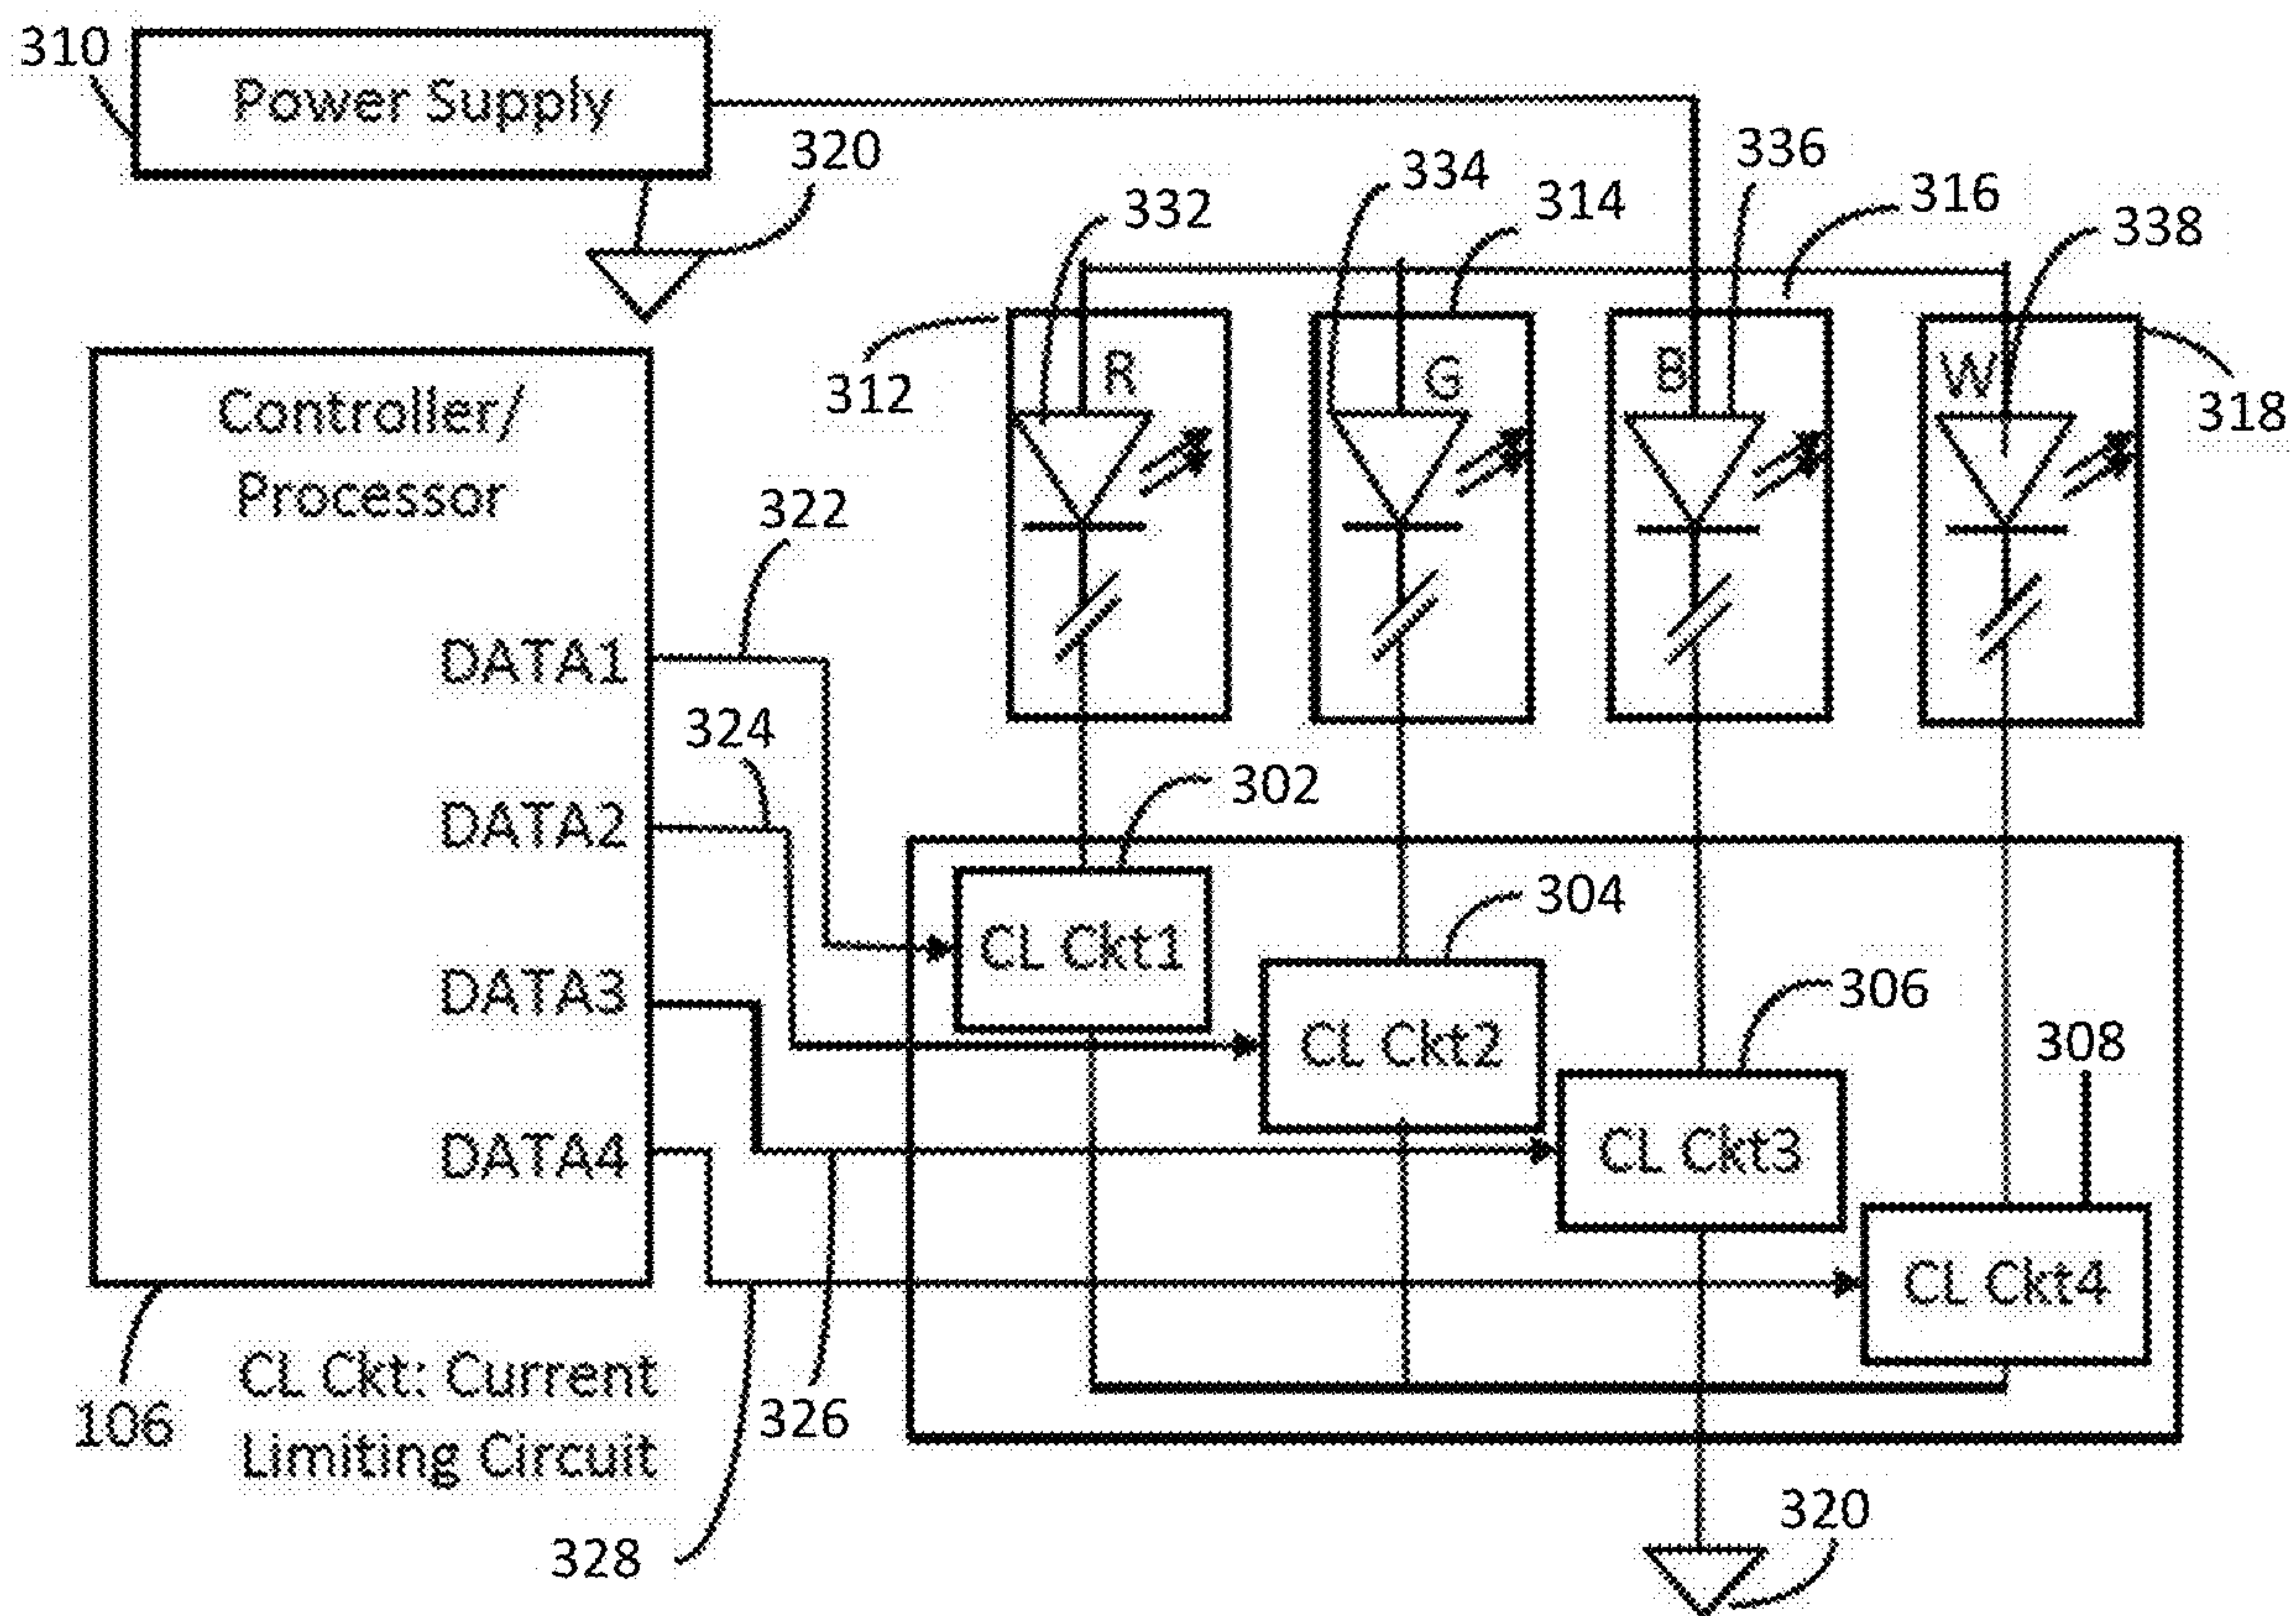 310
Power Supply
320
332
334
314
336
316
338
312
318
R
G
B
W
Controller/
Processor
322
DATA1
324
DATA2
302
DATA3
304
CL Ckt1
306
CL Ckt2
308
DATA4
CL Ckt3
CL Ckt4
106
CL Ckt: Current
Limiting Circuit
326
328
320